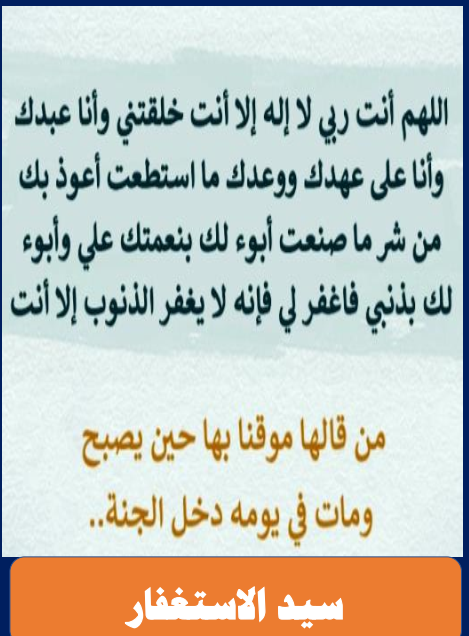 اللهم أنت ربي لا إله إلا أنت خلقتني وأنا عبدك
وأنا على عهدك ووعدك ما استطعت أعوذ بك
من شر ما صنعت أبوء لك بنعمتك علي وأبوء
لك بذنبي فاغفر لي فإنه لا يغفر الذنوب إلا أنت
من قالها موقنا بها حين يصبح
ومات في يومه دخل الجنة..
سيد الاستغفار